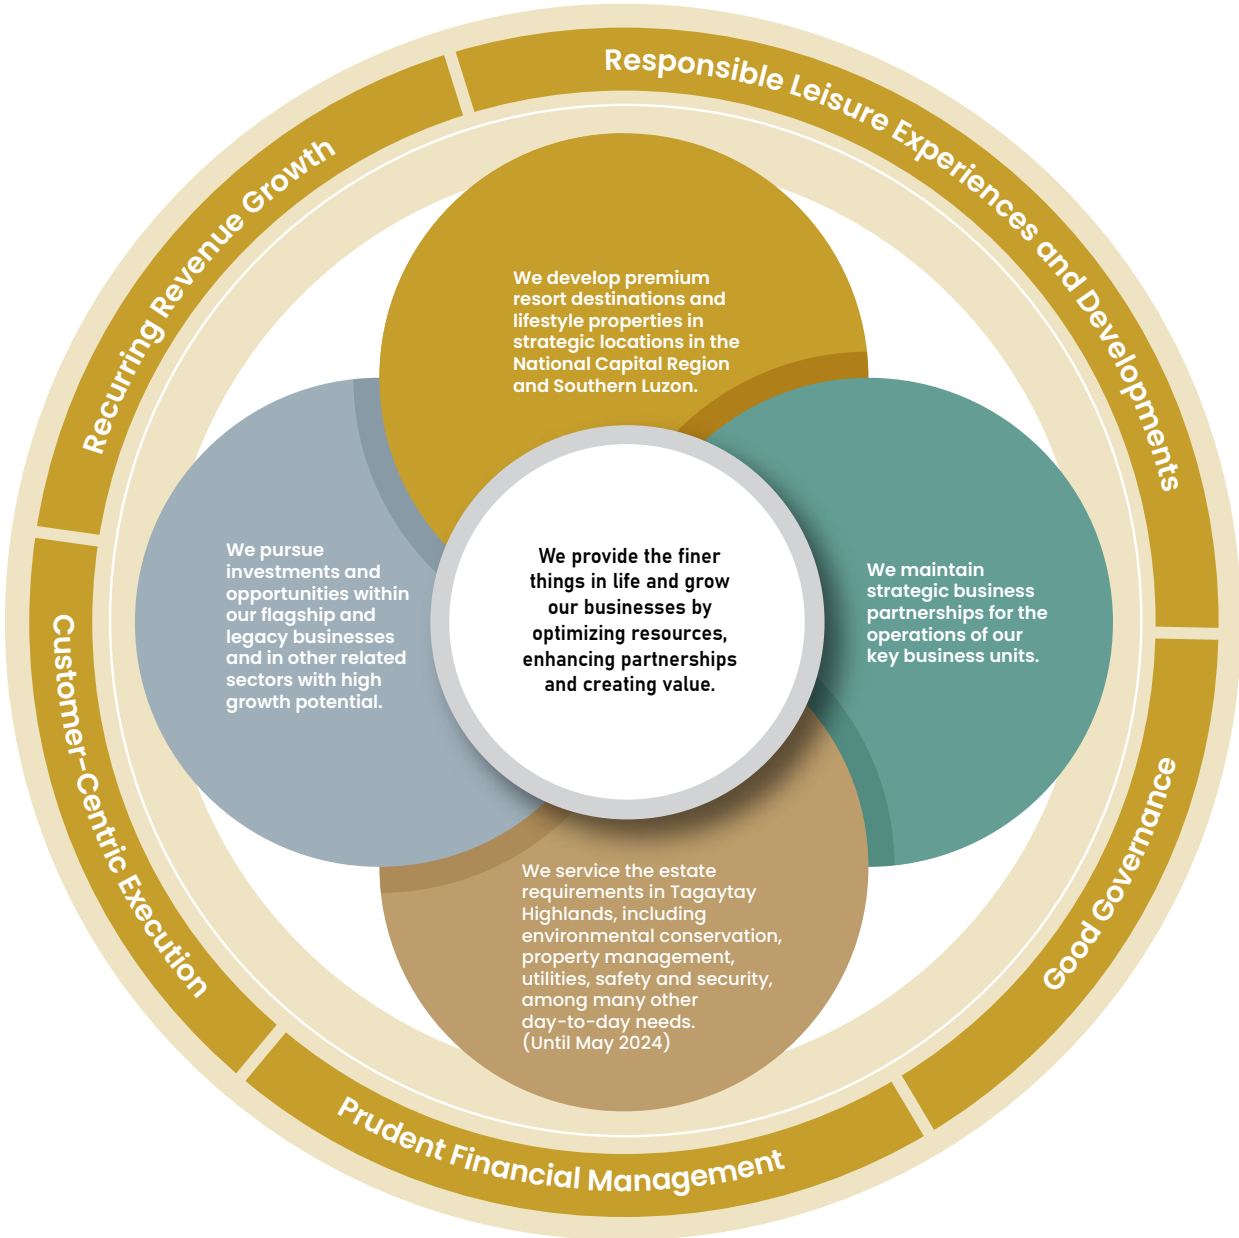 Responsible Leisure Experiences and Developments
Recurring Revenue Growth
We develop premium
resort destinations and
lifestyle properties in
strategic locations in the
National Capital Region
and Southern Luzon.
We pursue
investments and
opportunities within
our flagship and
legacy businesses
and in other related
sectors with high
growth potential.
We provide the finer
things in life and grow
our businesses by
optimizing resources,
enhancing partnerships
and creating value.
We maintain
strategic business
partnerships for the
operations of our
key business units.
Customer-Centric Execution
Good Governance
We service the estate
requirements in Tagaytay
Highlands, including
environmental conservation,
property management,
utilities, safety and security,
among many other
day-to-day needs.
(Until May 2024)
Prudent Financial Management